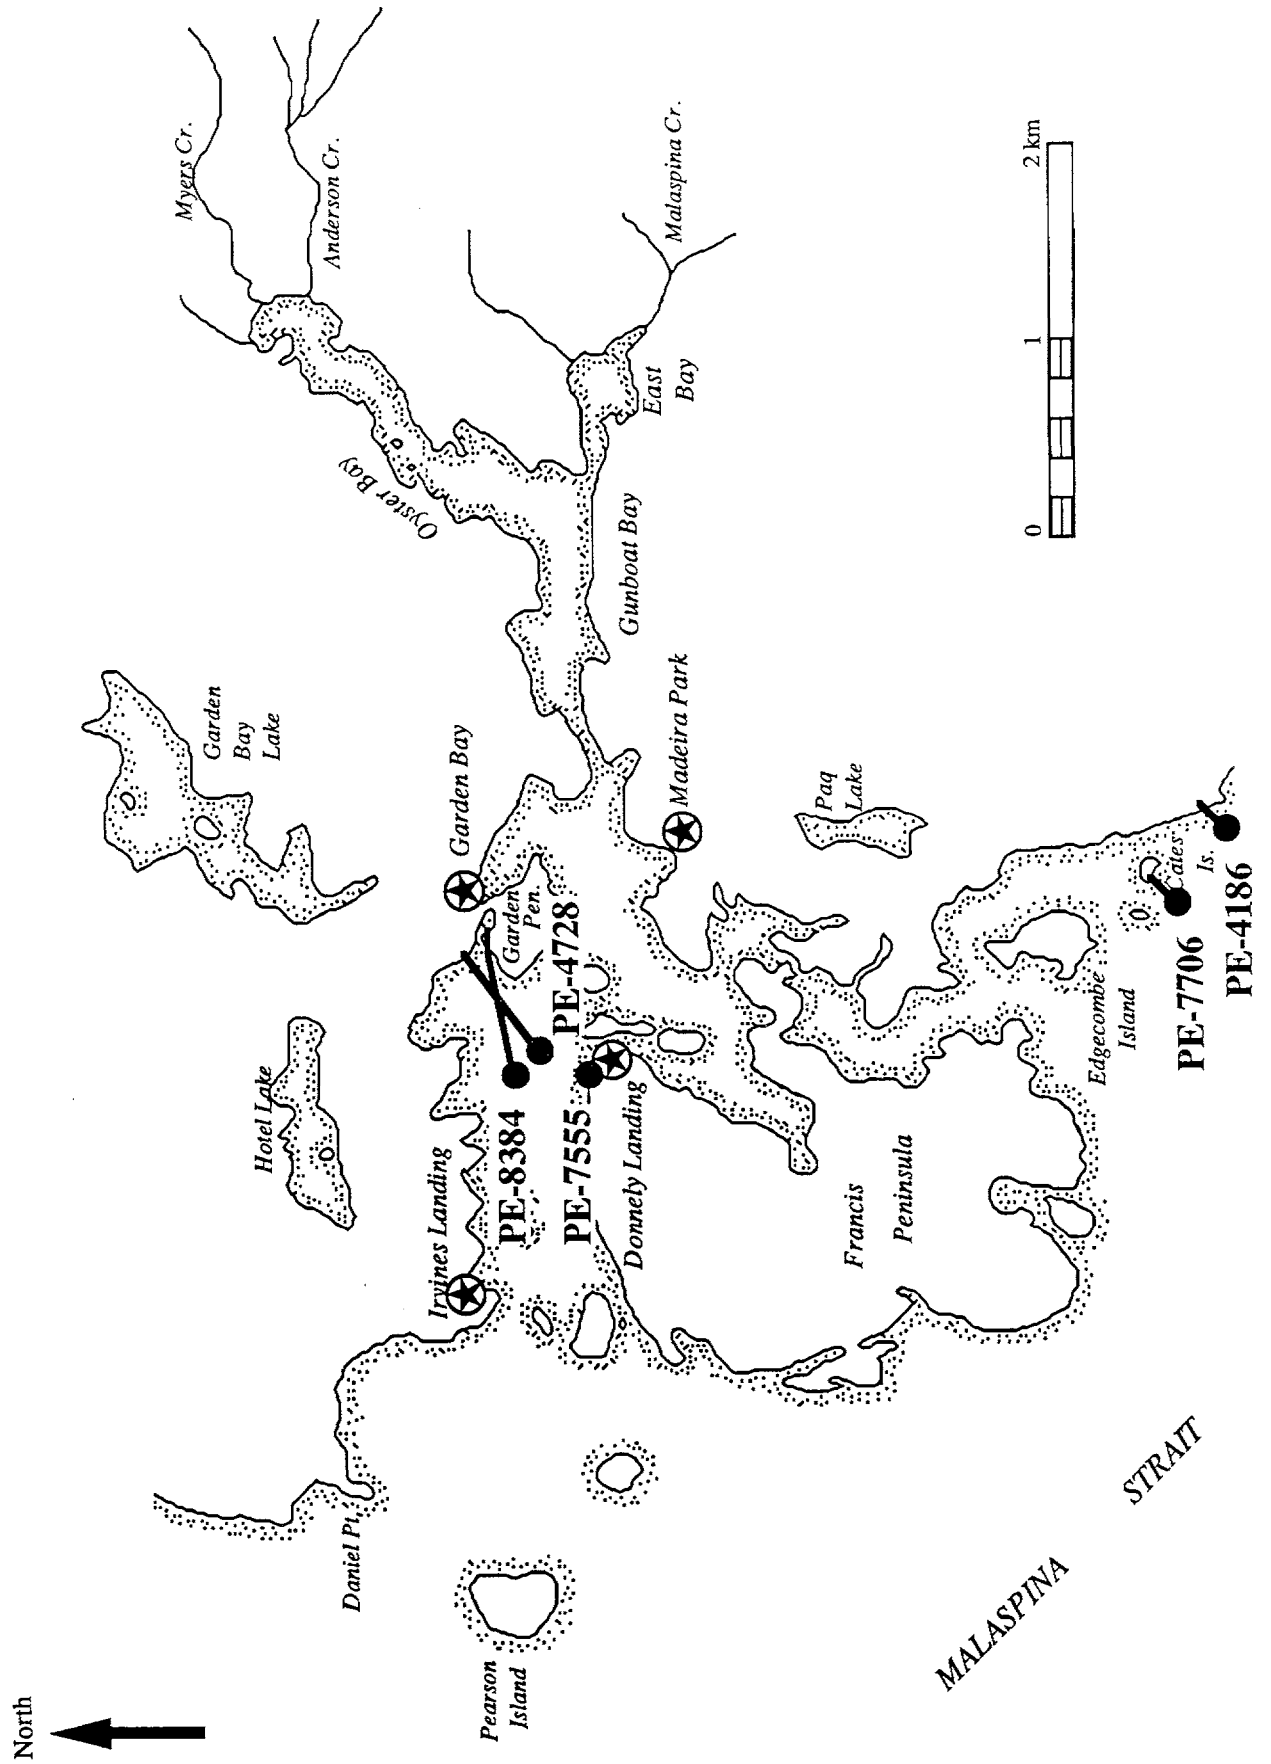 North
Myers Cr.
Anderson Cr.
Malaspina Cr.
East
Bay
Oyster Bay
Gunboat Bay
Garden
Bay
Lake
Garden Bay
Madeira Park
Paq
Lake
Garden
Pen.
Hotel Lake
Irvines Landing
Donnely Landing
PE-4728
PE-8384
PE-7555
Cates
Is.
PE-4186
PE-7706
Edgecombe
Island
Francis
Peninsula
Daniel Pt.
Pearson
Island
MALASPINA
STRAIT
0
1
2 km